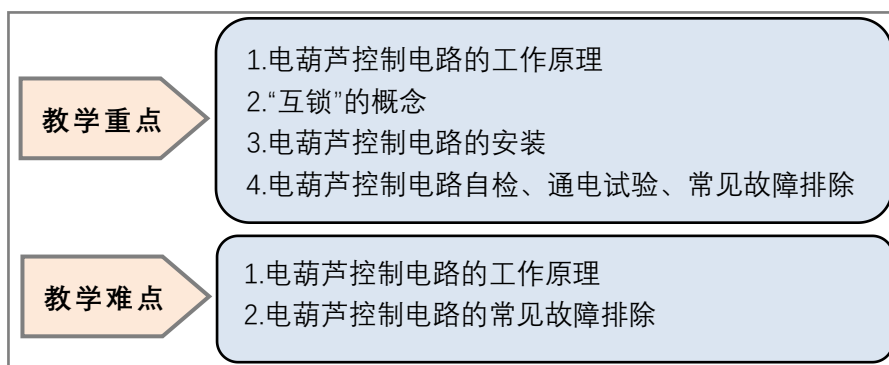 教学重点
1.电葫芦控制电路的工作原理
2.“互锁”的概念
3.电葫芦控制电路的安装
4.电葫芦控制电路自检、通电试验、常见故障排除
教学难点
1.电葫芦控制电路的工作原理
2.电葫芦控制电路的常见故障排除